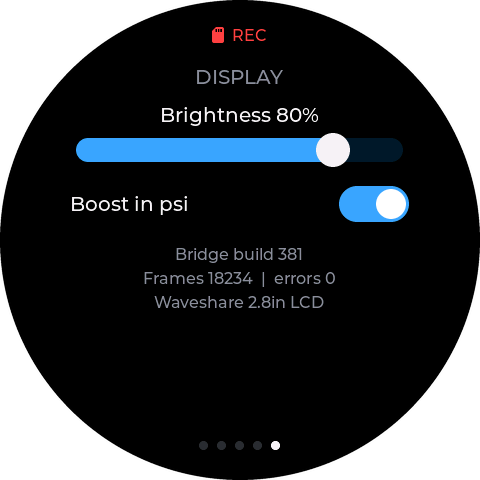 REC
DISPLAY
Brightness 80%
Boost in psi
Bridge build 381
Frames 18234 | errors 0
Waveshare 2.8in LCD